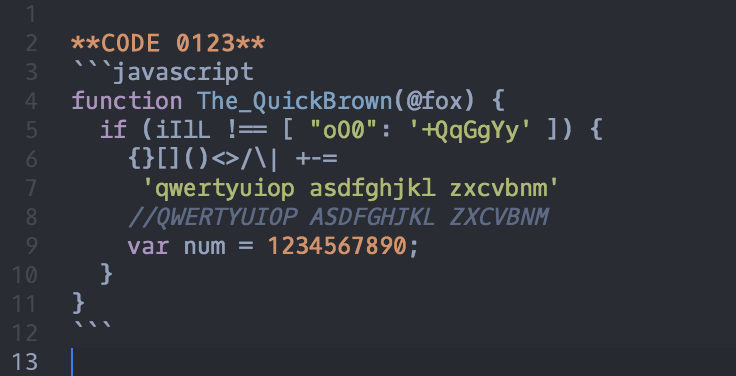 1
2 **CODE 0123**
3 ```javascript
4 function The_QuickBrown(@fox) {
5   if (iIlL !== [ "oO0": '+QqGgYy' ]) {
6     {}[]()<>/\| +-=
7      'qwertyuiop asdfghjkl zxcvbnm'
8     //QWERTYUIOP ASDFGHJKL ZXCVBNM
9     var num = 1234567890;
10   }
11 }
12 ```
13